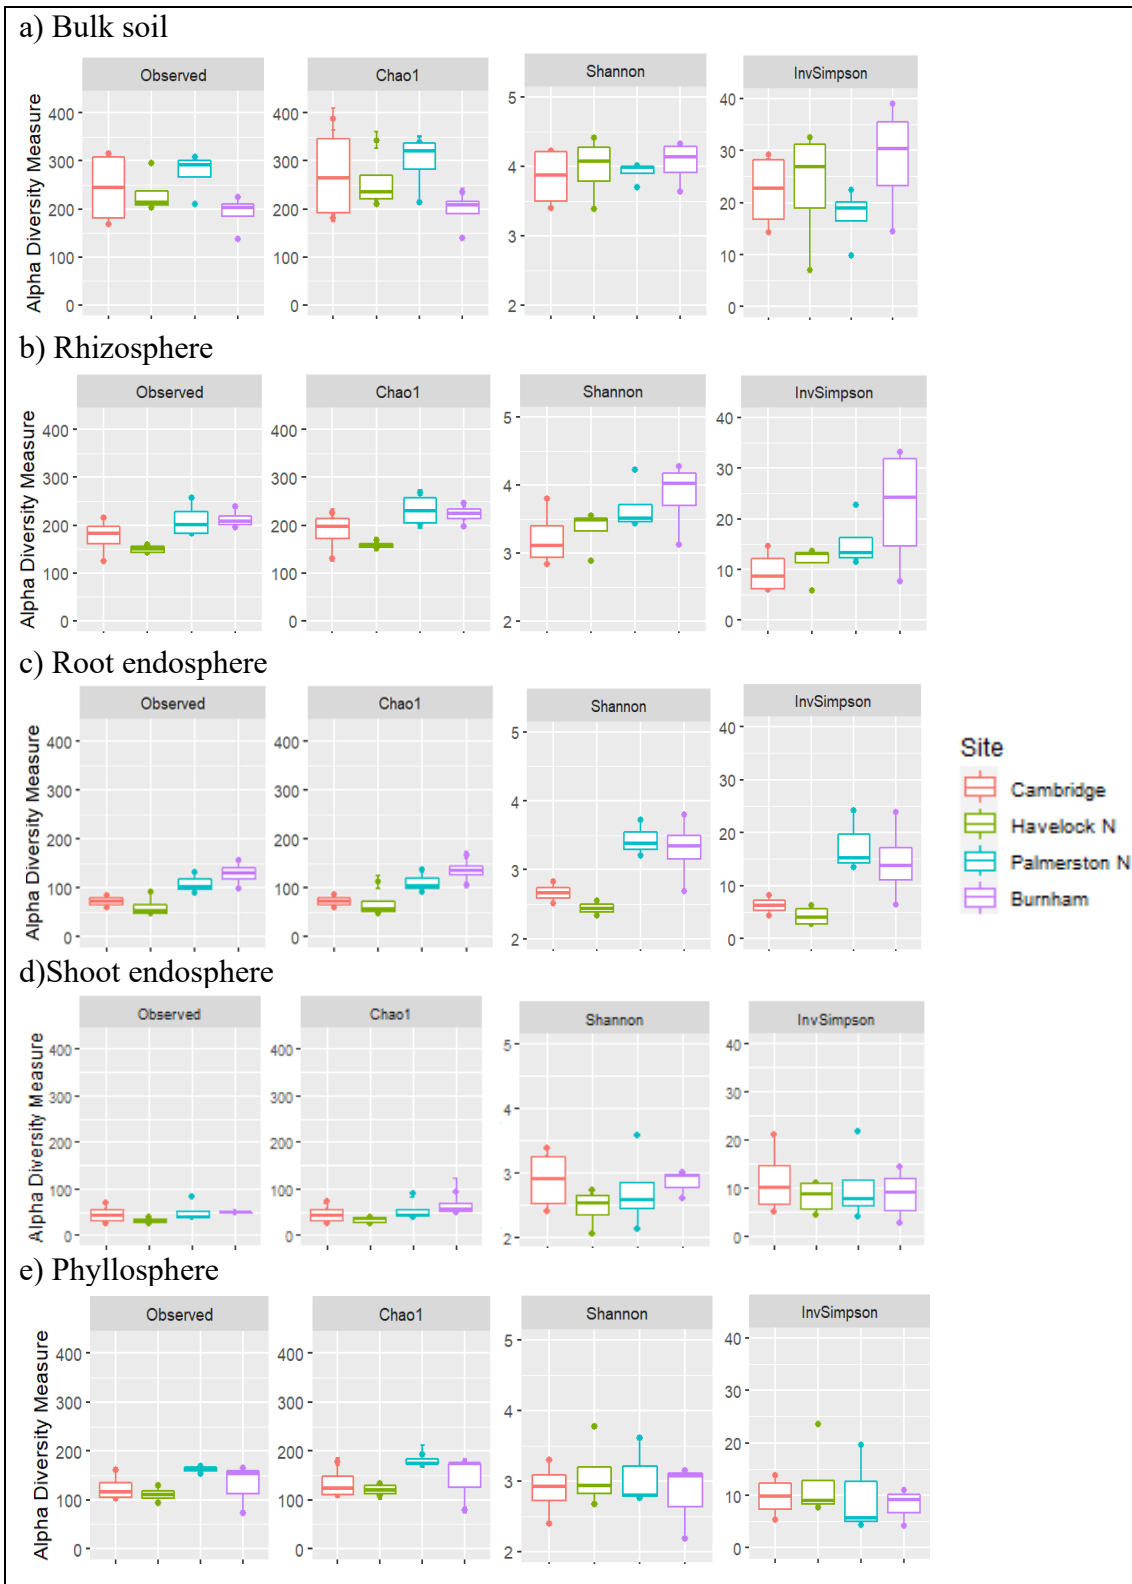 a) Bulk soil
Observed Chao1 Shannon InvSimpson
Alpha Diversity Measure
400 300 200 100 0
400 300 200 100 0
5 4 3 2
40 30 20 10 0
b) Rhizosphere
Observed Chao1 Shannon InvSimpson
Alpha Diversity Measure
400 300 200 100 0
400 300 200 100 0
5 4 3 2
40 30 20 10 0
c) Root endosphere
Observed Chao1 Shannon InvSimpson
Alpha Diversity Measure
400 300 200 100 0
400 300 200 100 0
5 4 3 2
40 30 20 10 0
Site
Cambridge
Havelock N
Palmerston N
Burnham
d)Shoot endosphere
Observed Chao1 Shannon InvSimpson
Alpha Diversity Measure
400 300 200 100 0
400 300 200 100 0
5 4 3 2
40 30 20 10 0
e) Phyllosphere
Observed Chao1 Shannon InvSimpson
Alpha Diversity Measure
400 300 200 100 0
400 300 200 100 0
5 4 3 2
40 30 20 10 0